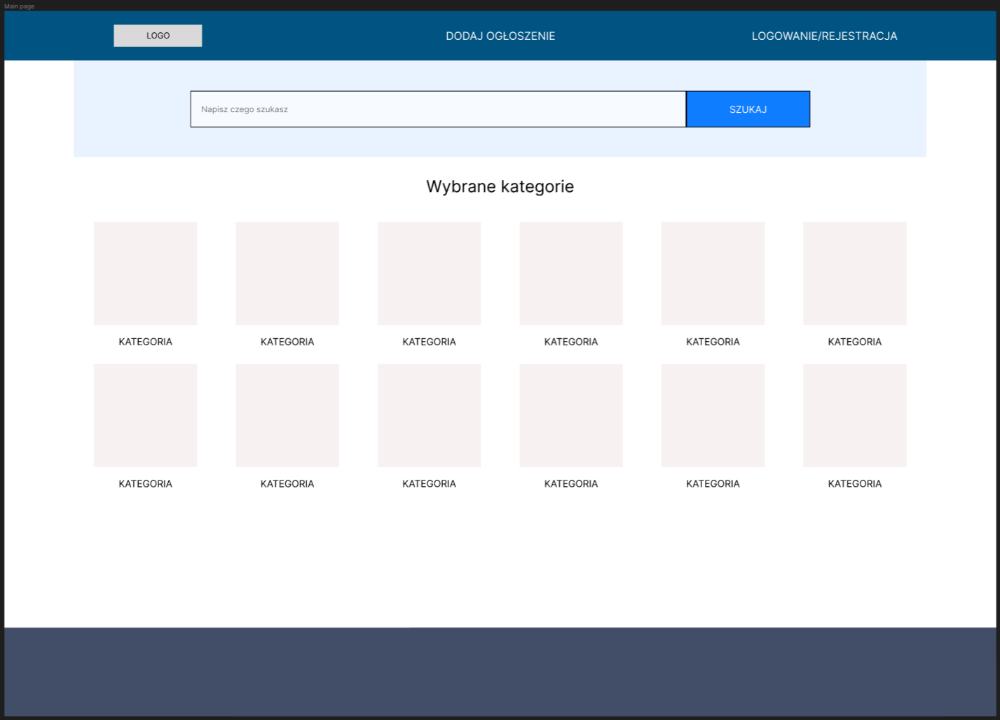 Main page
LOGO DODAJ OGŁOSZENIE LOGOWANIE/REJESTRACJA
Napisz czego szukasz SZUKAJ
Wybrane kategorie
KATEGORIA KATEGORIA KATEGORIA KATEGORIA KATEGORIA KATEGORIA
KATEGORIA KATEGORIA KATEGORIA KATEGORIA KATEGORIA KATEGORIA